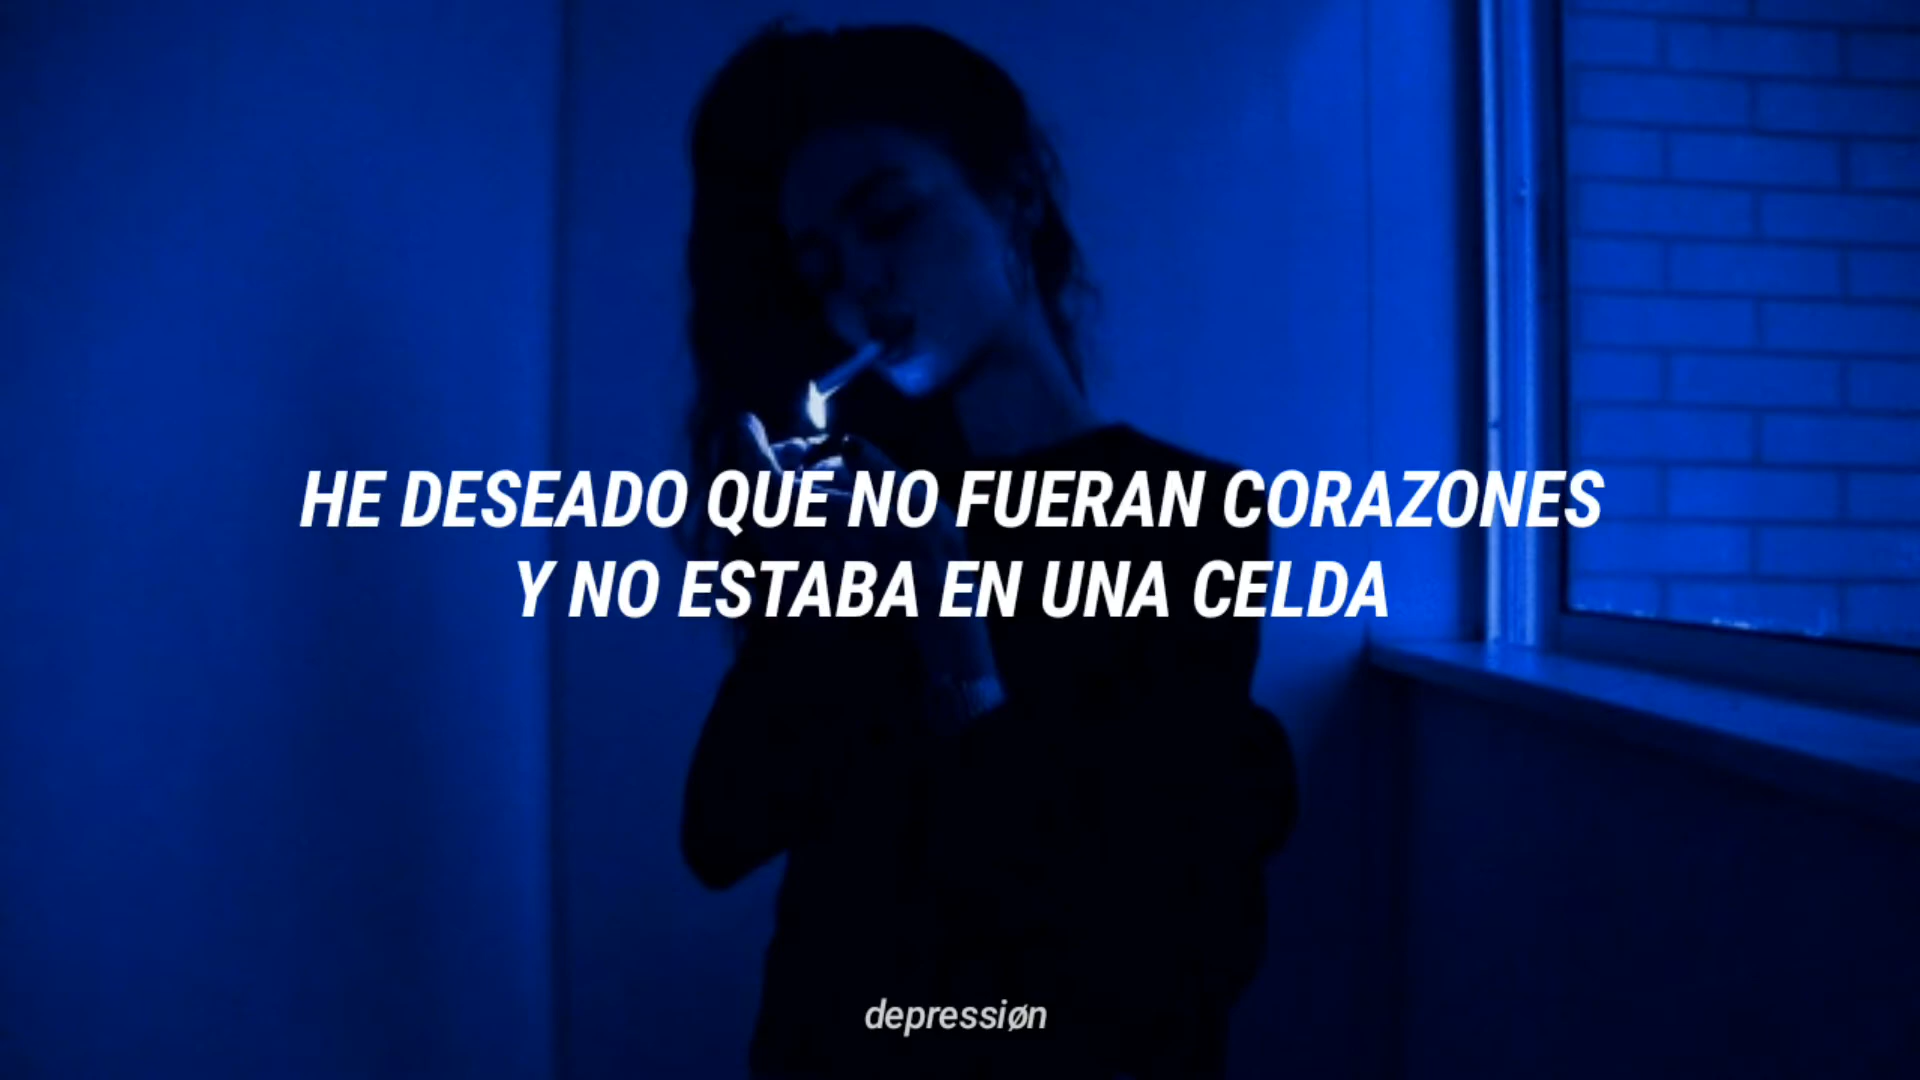 HE DESEADO QUE NO FUERAN CORAZONES
Y NO ESTABA EN UNA CELDA
depressiøn